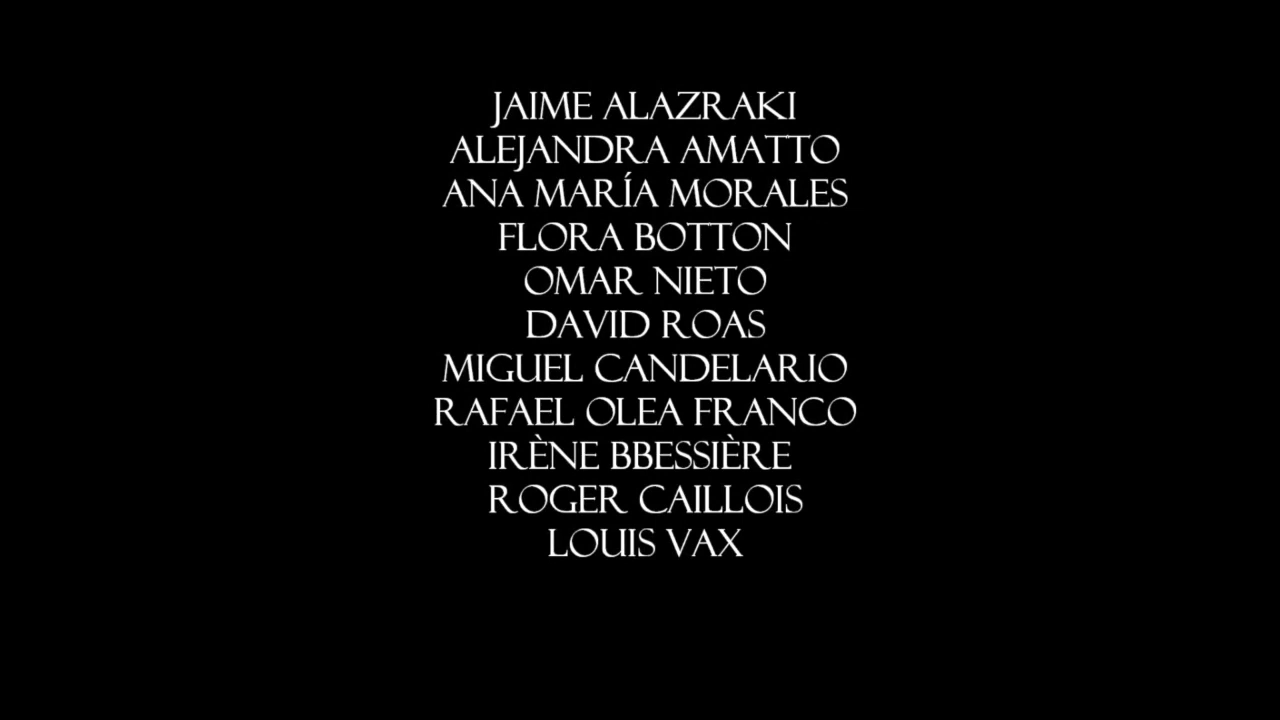 JAIME ALAZRAKI
ALEJANDRA AMATTO
ANA MARÍA MORALES
FLORA BOTTON
OMAR NIETO
DAVID ROAS
MIGUEL CANDELARIO
RAFAEL OLEA FRANCO
IRÈNE BBESSIÈRE
ROGER CAILLOIS
LOUIS VAX